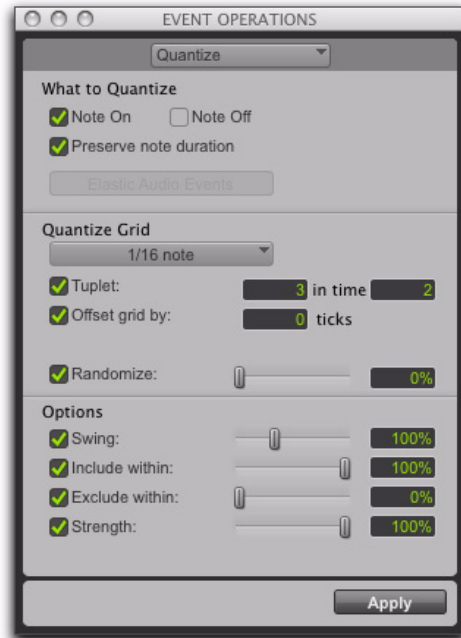 EVENT OPERATIONS
Quantize
What to Quantize
Note On Note Off
Preserve note duration
Elastic Audio Events
Quantize Grid
1/16 note
Tuplet: 3 in time 2
Offset grid by: 0 ticks
Randomize: 0%
Options
Swing: 100%
Include within: 100%
Exclude within: 0%
Strength: 100%
Apply